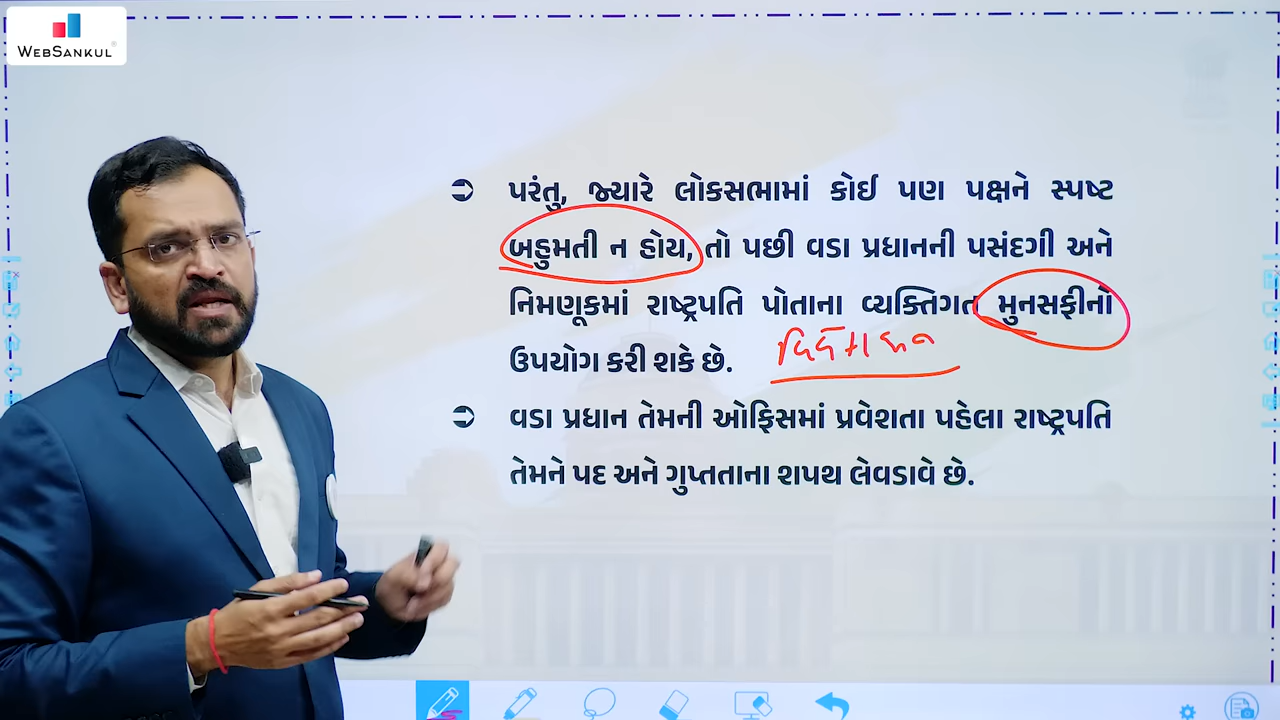 WEBSANKUL
પરંતુ, જ્યારે લોકસભામાં કોઈ પણ પક્ષને સ્પષ્ટ
બહુમતી ન હોય, તો પછી વડા પ્રધાનની પસંદગી અને
નિમણૂકમાં રાષ્ટ્રપતિ પોતાના વ્યક્તિગત મુનસફીનો
ઉપયોગ કરી શકે છે.
વડા પ્રધાન તેમની ઓફિસમાં પ્રવેશતા પહેલા રાષ્ટ્રપતિ
તેમને પદ અને ગુપ્તતાના શપથ લેવડાવે છે.